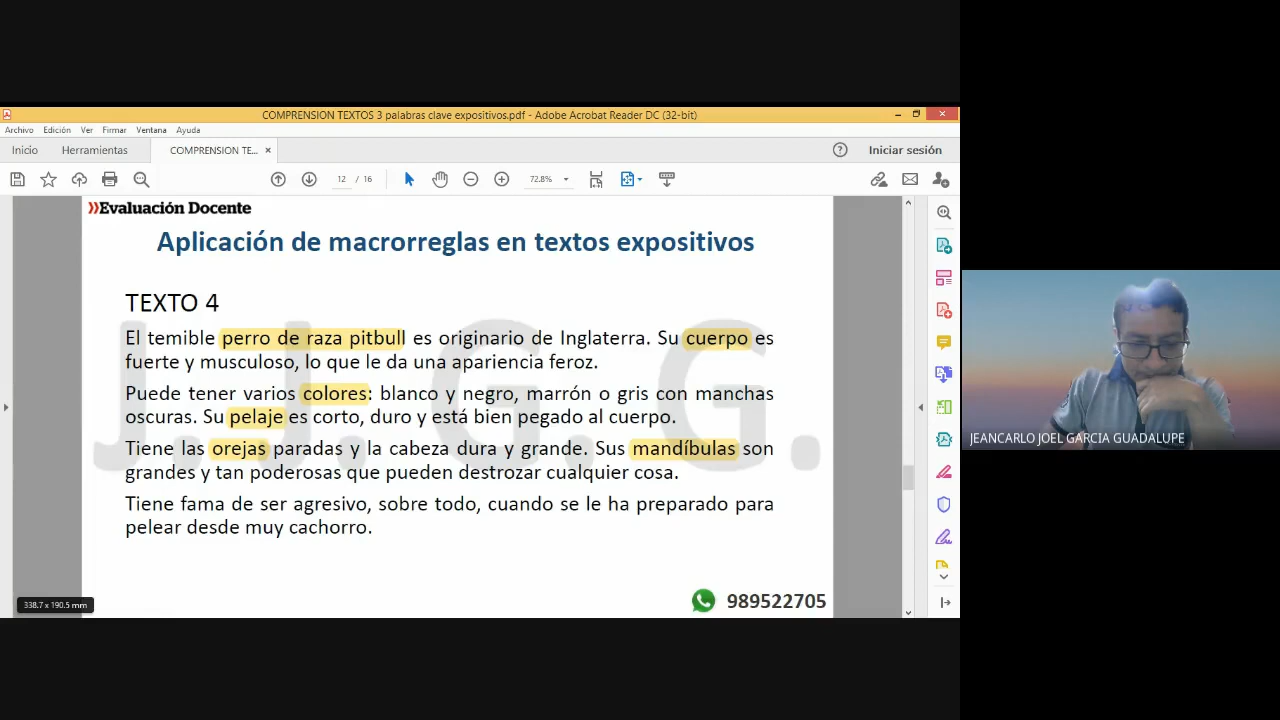 COMPRENSION TEXTOS 3 palabras clave expositivos.pdf - Adobe Acrobat Reader DC (32-bit)
Archivo Edición Ver Firmar Ventana Ayuda
Inicio Herramientas COMPRENSION TE... × Iniciar sesión
12 / 16 72.8%
»Evaluación Docente
Aplicación de macrorreglas en textos expositivos
J. J. G. G.
TEXTO 4
El temible perro de raza pitbull es originario de Inglaterra. Su cuerpo es
fuerte y musculoso, lo que le da una apariencia feroz.
Puede tener varios colores: blanco y negro, marrón o gris con manchas
oscuras. Su pelaje es corto, duro y está bien pegado al cuerpo.
Tiene las orejas paradas y la cabeza dura y grande. Sus mandíbulas son
grandes y tan poderosas que pueden destrozar cualquier cosa.
Tiene fama de ser agresivo, sobre todo, cuando se le ha preparado para
pelear desde muy cachorro.
989522705
338.7 x 190.5 mm
JEANCARLO JOEL GARCIA GUADALUPE